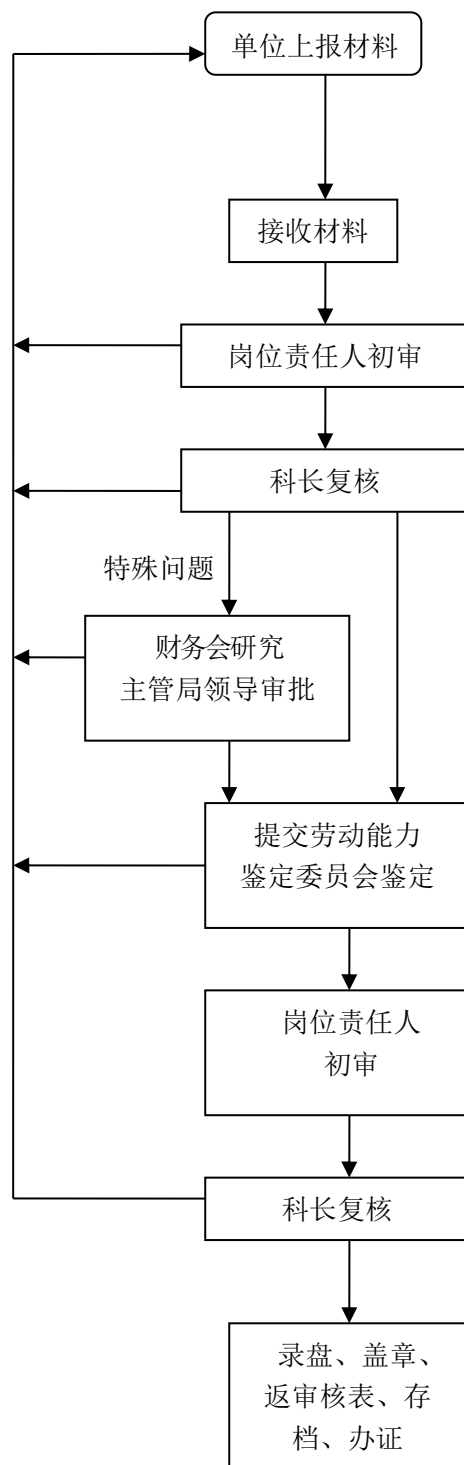 单位上报材料
接收材料
岗位责任人初审
科长复核
特殊问题
财务会研究
主管局领导审批
提交劳动能力
鉴定委员会鉴定
岗位责任人
初审
科长复核
录盘、盖章、
返审核表、存
档、办证